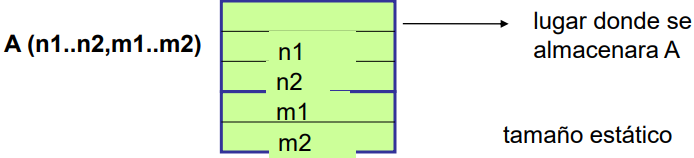 lugar donde se
almacenara A
A (n1..n2,m1..m2)
n1
n2
m1
m2
tamaño estático